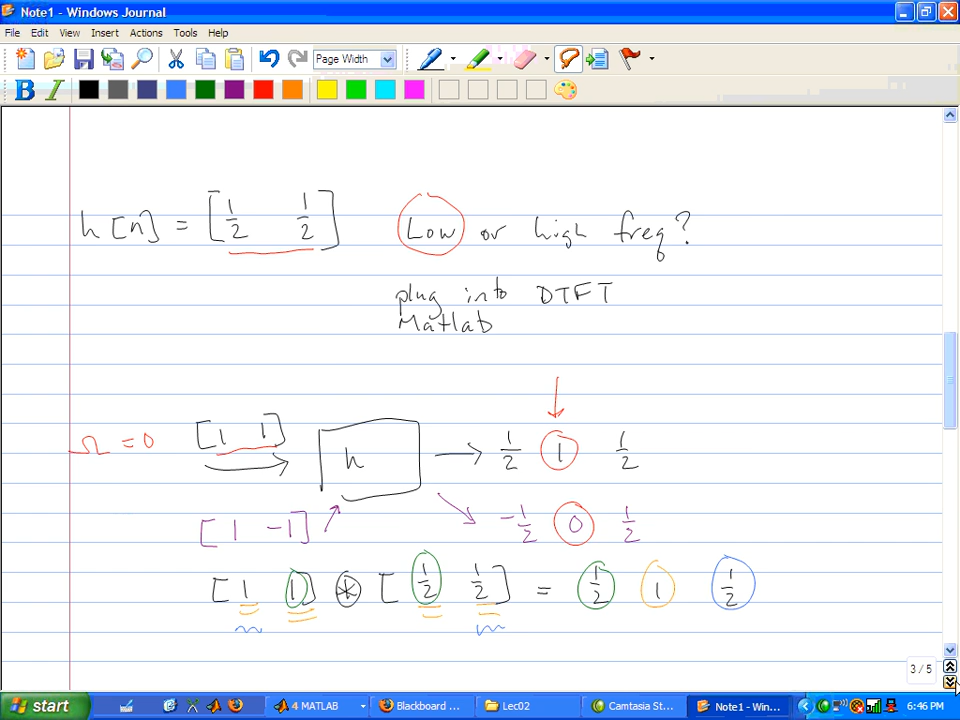 Note1 - Windows Journal
File Edit View Insert Actions Tools Help
Page Width
B I
h[n] = [1/2 1/2] Low or high freq?
plug into DTFT
Matlab
Ω = 0 [1 1] h → 1/2 1 1/2
[1 -1] -1/2 0 1/2
[1 1] ⊛ [1/2 1/2] = 1/2 1 1/2
3 / 5
start 4 MATLAB Blackboard ... Lec02 Camtasia St... Note1 - Win... 6:46 PM